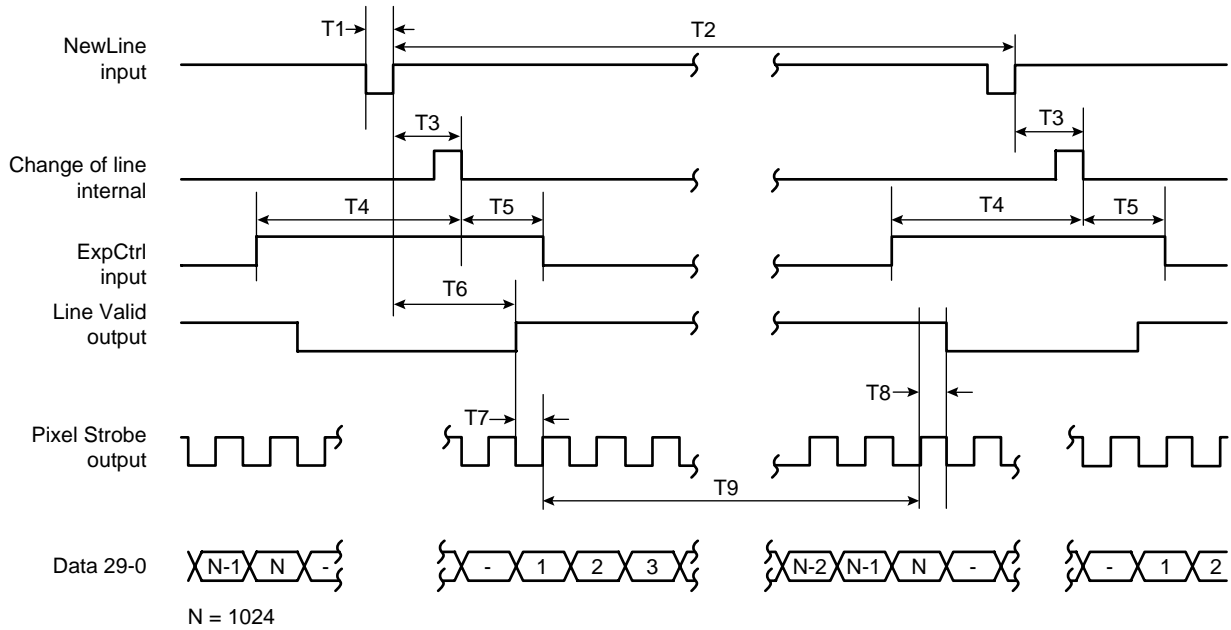 T1
T2
NewLine
input
T3
T3
Change of line
internal
T4
T5
T4
T5
ExpCtrl
input
T6
Line Valid
output
T7
T8
Pixel Strobe
output
T9
Data 29-0
N-1
N
-
-
1
2
3
N-2
N-1
N
-
-
1
2
N = 1024